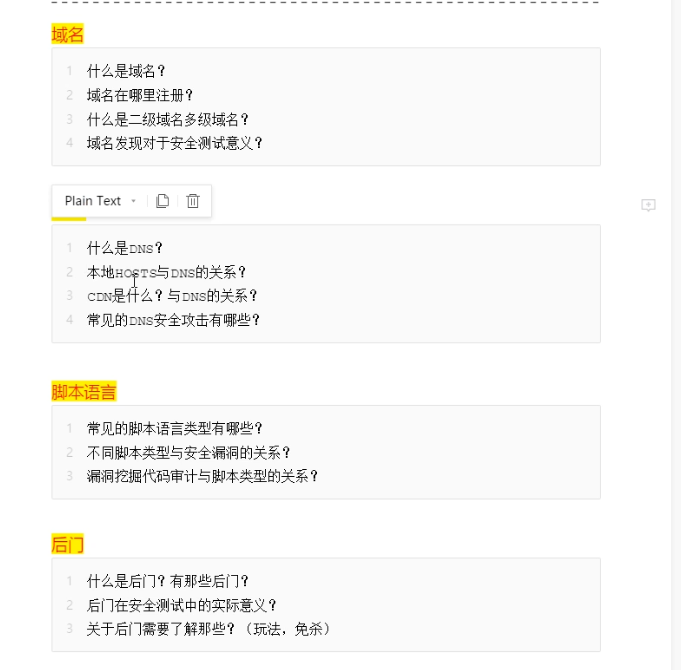 域名
1 什么是域名？
2 域名在哪里注册？
3 什么是二级域名多级域名？
4 域名发现对于安全测试意义？
Plain Text
1 什么是DNS？
2 本地HOSTS与DNS的关系？
3 CDN是什么？与DNS的关系？
4 常见的DNS安全攻击有哪些？
脚本语言
1 常见的脚本语言类型有哪些？
2 不同脚本类型与安全漏洞的关系？
3 漏洞挖掘代码审计与脚本类型的关系？
后门
1 什么是后门？有那些后门？
2 后门在安全测试中的实际意义？
3 关于后门需要了解那些？（玩法，免杀）